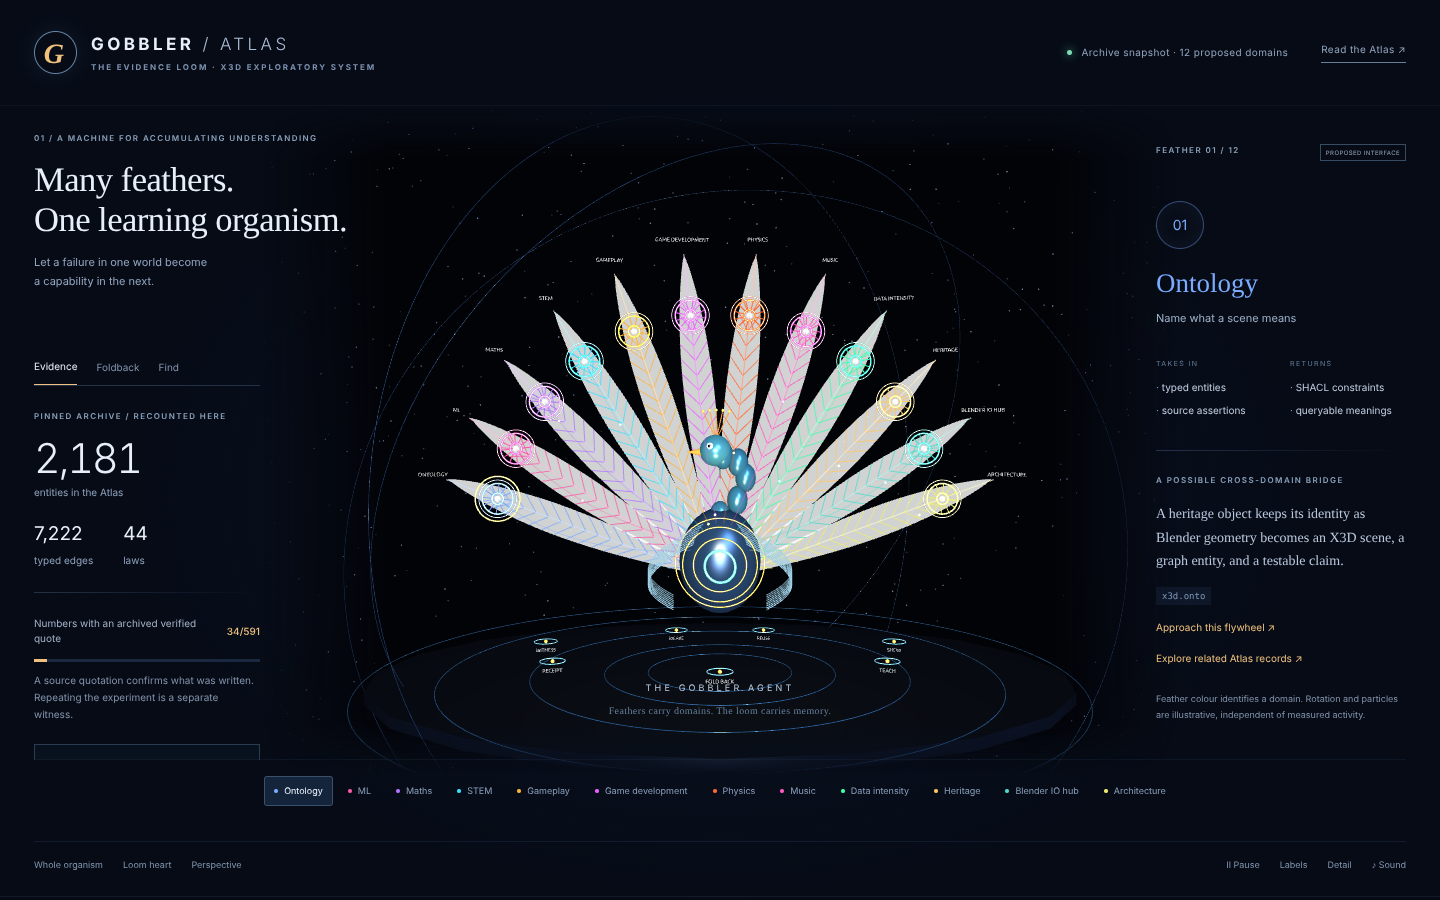 G
GOBBLER / ATLAS
THE EVIDENCE LOOM · X3D EXPLORATORY SYSTEM
Archive snapshot · 12 proposed domains
Read the Atlas ↗
01 / A MACHINE FOR ACCUMULATING UNDERSTANDING
Many feathers.
One learning organism.
Let a failure in one world become
a capability in the next.
Evidence Foldback Find
PINNED ARCHIVE / RECOUNTED HERE
2,181
entities in the Atlas
7,222 44
typed edges laws
Numbers with an archived verified
quote
34/591
A source quotation confirms what was written.
Repeating the experiment is a separate
witness.
GAME DEVELOPMENT
PHYSICS
GAMEPLAY
MUSIC
STEM
DATA INTENSITY
MATHS
HERITAGE
ML
BLENDER IO HUB
ONTOLOGY
ARCHITECTURE
REUSE
WITNESS
SHOW
RECEIPT
TEACH
FOLD BACK
THE GOBBLER AGENT
Feathers carry domains. The loom carries memory.
FEATHER 01 / 12
PROPOSED INTERFACE
01
Ontology
Name what a scene means
TAKES IN RETURNS
· typed entities · SHACL constraints
· source assertions · queryable meanings
A POSSIBLE CROSS-DOMAIN BRIDGE
A heritage object keeps its identity as
Blender geometry becomes an X3D scene, a
graph entity, and a testable claim.
x3d.onto
Approach this flywheel ↗
Explore related Atlas records ↗
Feather colour identifies a domain. Rotation and particles
are illustrative, independent of measured activity.
Ontology ML Maths STEM Gameplay Game development Physics Music Data intensity Heritage Blender IO hub Architecture
Whole organism Loom heart Perspective
II Pause Labels Detail ♪ Sound